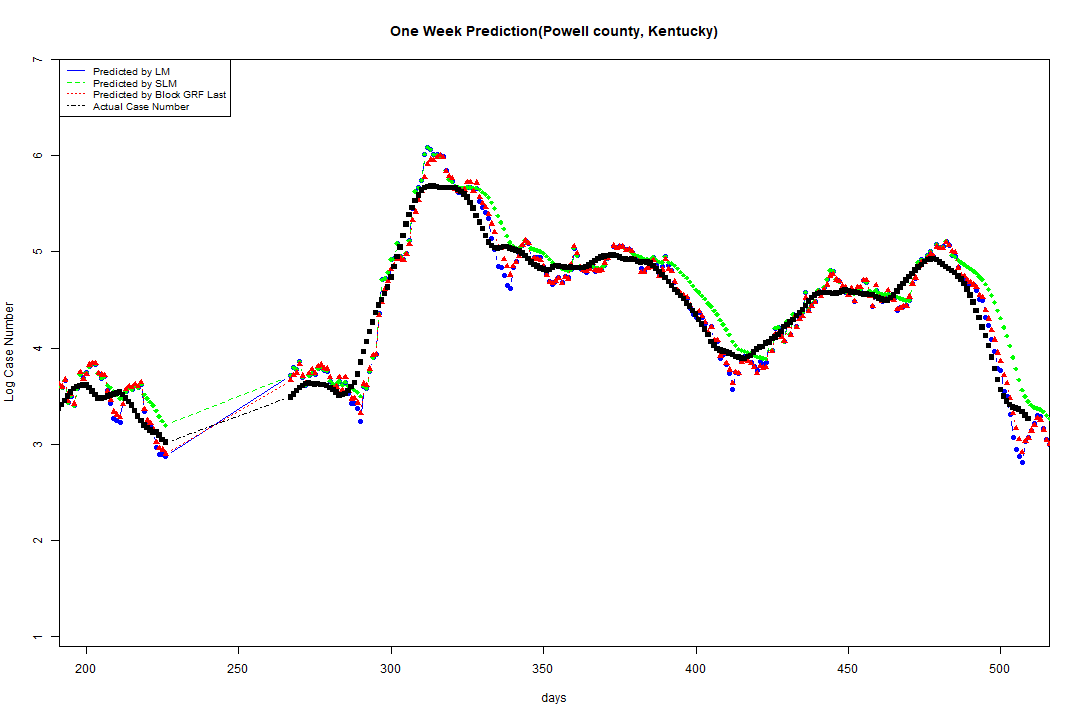 One Week Prediction(Powell county, Kentucky)
Predicted by LM
Predicted by SLM
Predicted by Block GRF Last
Actual Case Number
7
6
5
4
3
2
1
Log Case Number
200 250 300 350 400 450 500
days